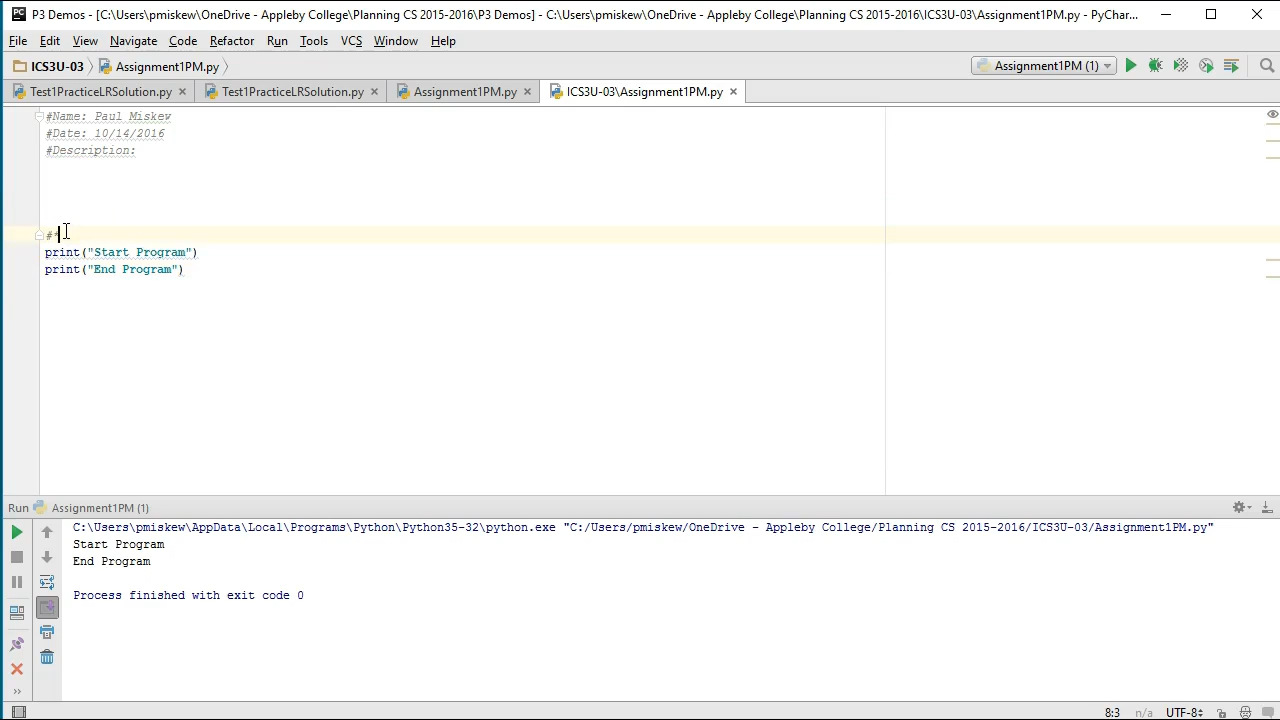 P3 Demos - [C:\Users\pmiskew\OneDrive - Appleby College\Planning CS 2015-2016\P3 Demos] - C:\Users\pmiskew\OneDrive - Appleby College\Planning CS 2015-2016\ICS3U-03\Assignment1PM.py - PyChar...
File Edit View Navigate Code Refactor Run Tools VCS Window Help
ICS3U-03 Assignment1PM.py Assignment1PM (1)
Test1PracticeLRSolution.py Test1PracticeLRSolution.py Assignment1PM.py ICS3U-03\Assignment1PM.py
#Name: Paul Miskew
#Date: 10/14/2016
#Description:
#*
print("Start Program")
print("End Program")
Run Assignment1PM (1)
C:\Users\pmiskew\AppData\Local\Programs\Python\Python35-32\python.exe "C:/Users/pmiskew/OneDrive - Appleby College/Planning CS 2015-2016/ICS3U-03/Assignment1PM.py"
Start Program
End Program
Process finished with exit code 0
8:3 n/a UTF-8